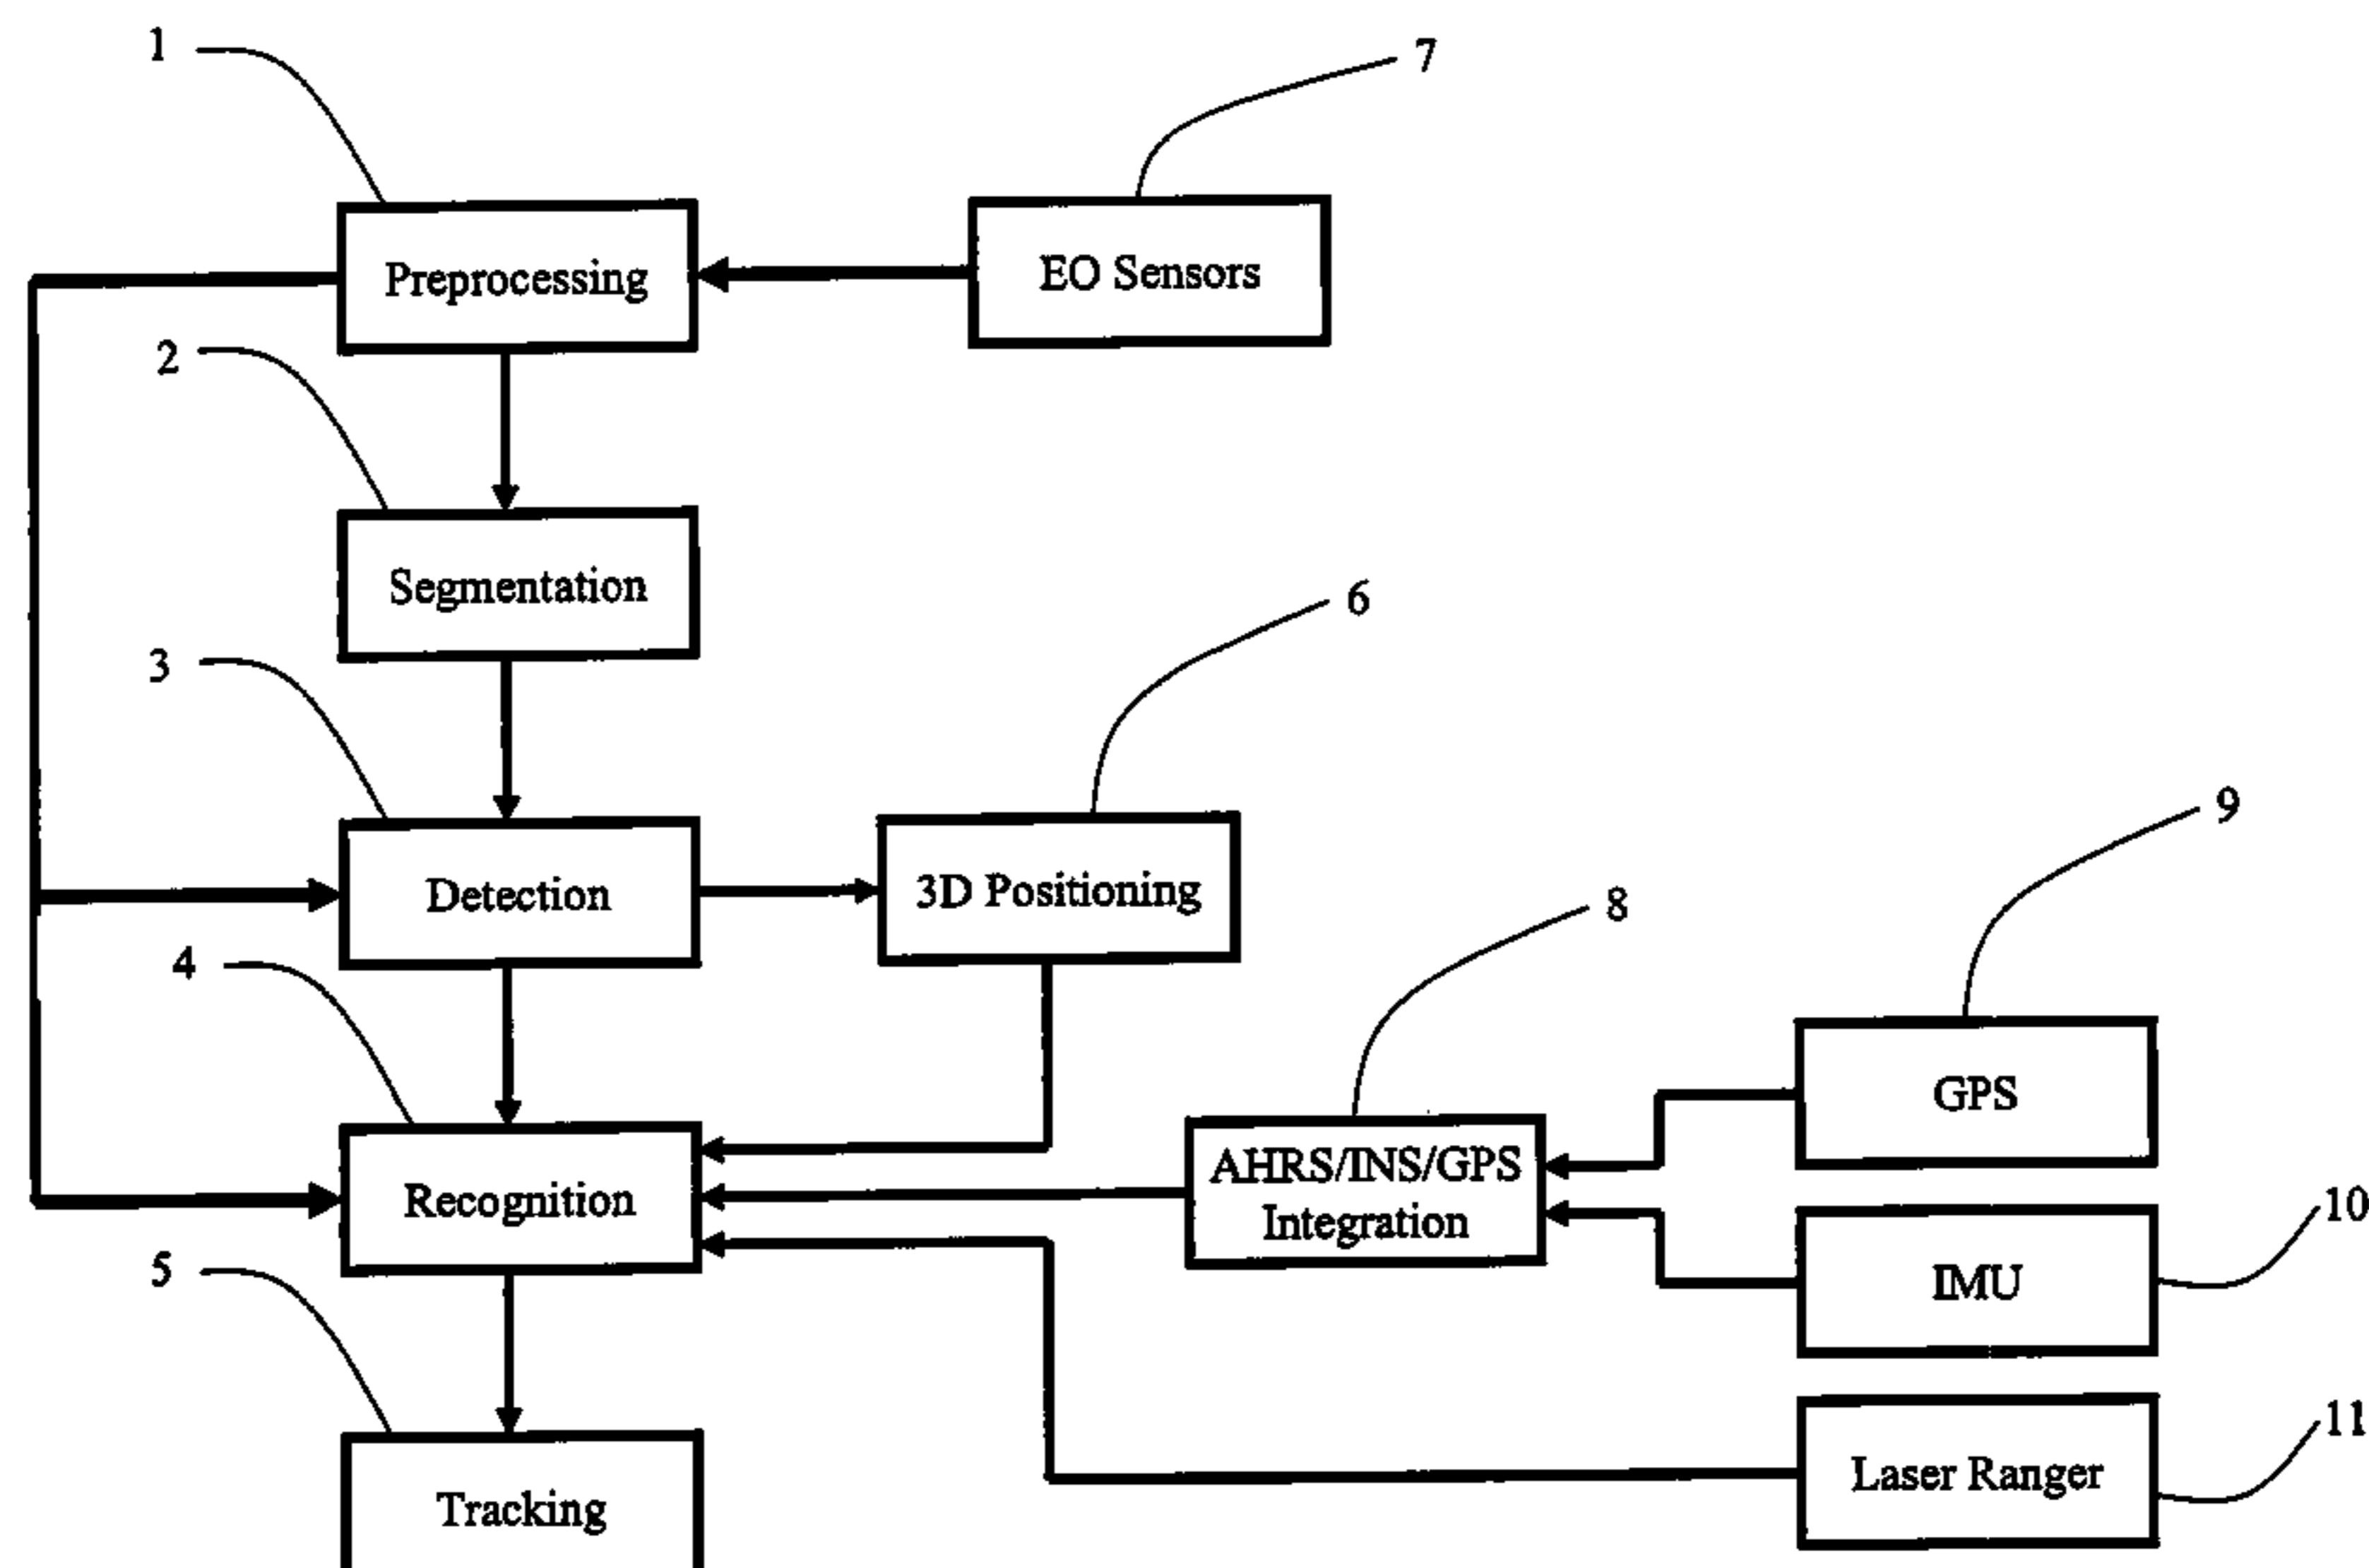 1
7
Preprocessing
EO Sensors
2
Segmentation
6
3
9
Detection
3D Positioning
8
4
GPS
AHRS/INS/GPS
Integration
Recognition
10
5
IMU
11
Laser Ranger
Tracking